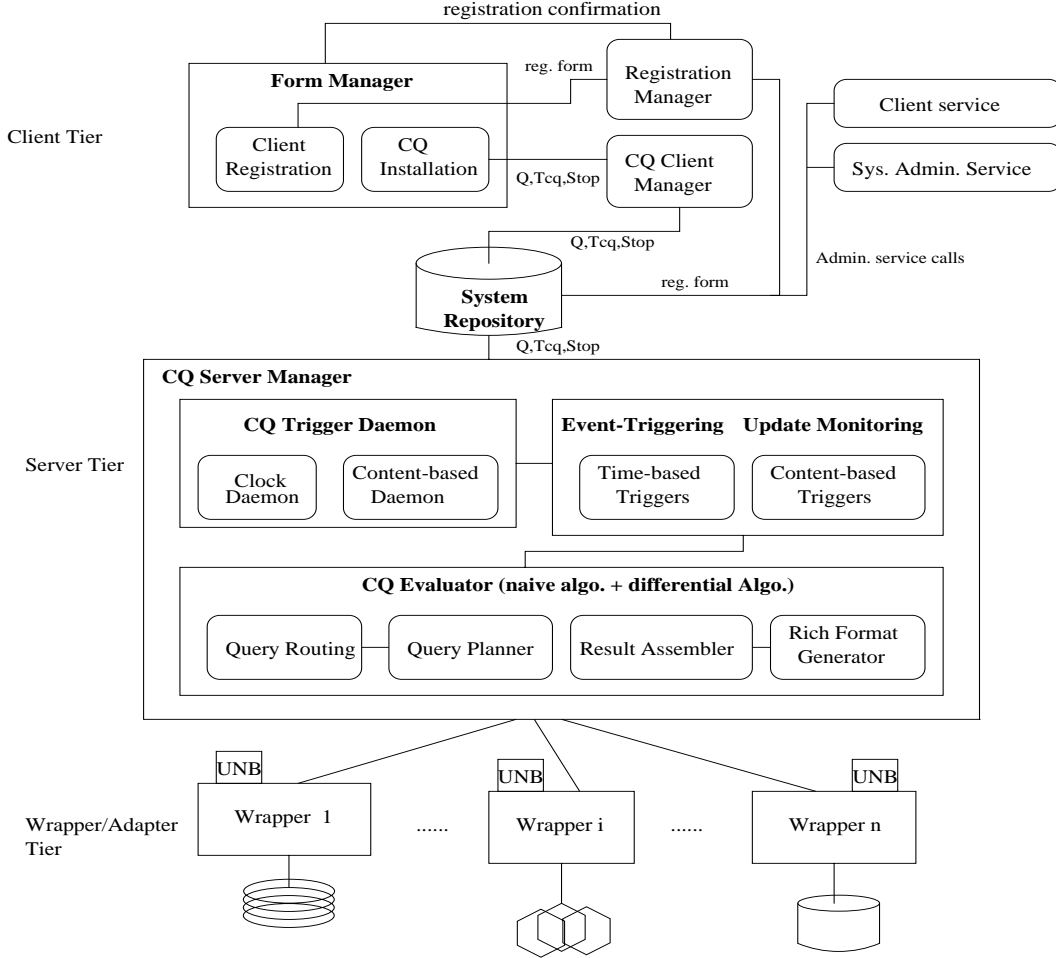 registration confirmation
reg. form
Form Manager
Registration
Manager
Client service
Client Tier
Client
Registration
CQ
Installation
Q,Tcq,Stop
CQ Client
Manager
Sys. Admin. Service
Q,Tcq,Stop
Admin. service calls
reg. form
System
Repository
Q,Tcq,Stop
CQ Server Manager
CQ Trigger Daemon
Event-Triggering Update Monitoring
Server Tier
Clock
Daemon
Content-based
Daemon
Time-based
Triggers
Content-based
Triggers
CQ Evaluator (naive algo. + differential Algo.)
Query Routing
Query Planner
Result Assembler
Rich Format
Generator
UNB
UNB
UNB
Wrapper/Adapter
Tier
Wrapper 1
......
Wrapper i
......
Wrapper n